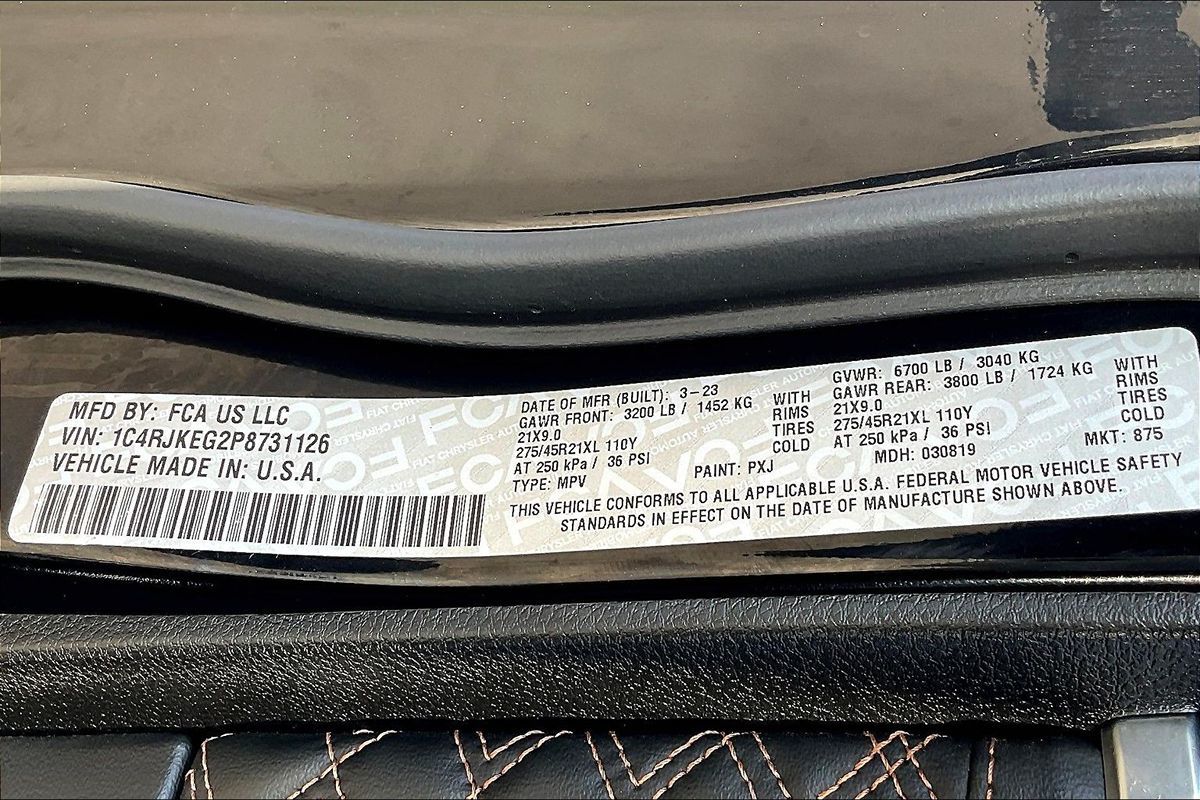 MFD BY: FCA US LLC
VIN: 1C4RJKEG2P8731126
VEHICLE MADE IN: U.S.A.
DATE OF MFR (BUILT): 3-23
GAWR FRONT: 3200 LB / 1452 KG WITH
21X9.0 RIMS
275/45R21XL 110Y TIRES
AT 250 kPa / 36 PSI COLD
TYPE: MPV PAINT: PXJ
GVWR: 6700 LB / 3040 KG
GAWR REAR: 3800 LB / 1724 KG WITH
21X9.0 RIMS
275/45R21XL 110Y TIRES
AT 250 kPa / 36 PSI COLD
MDH: 030819 MKT: 875
THIS VEHICLE CONFORMS TO ALL APPLICABLE U.S.A. FEDERAL MOTOR VEHICLE SAFETY
STANDARDS IN EFFECT ON THE DATE OF MANUFACTURE SHOWN ABOVE.